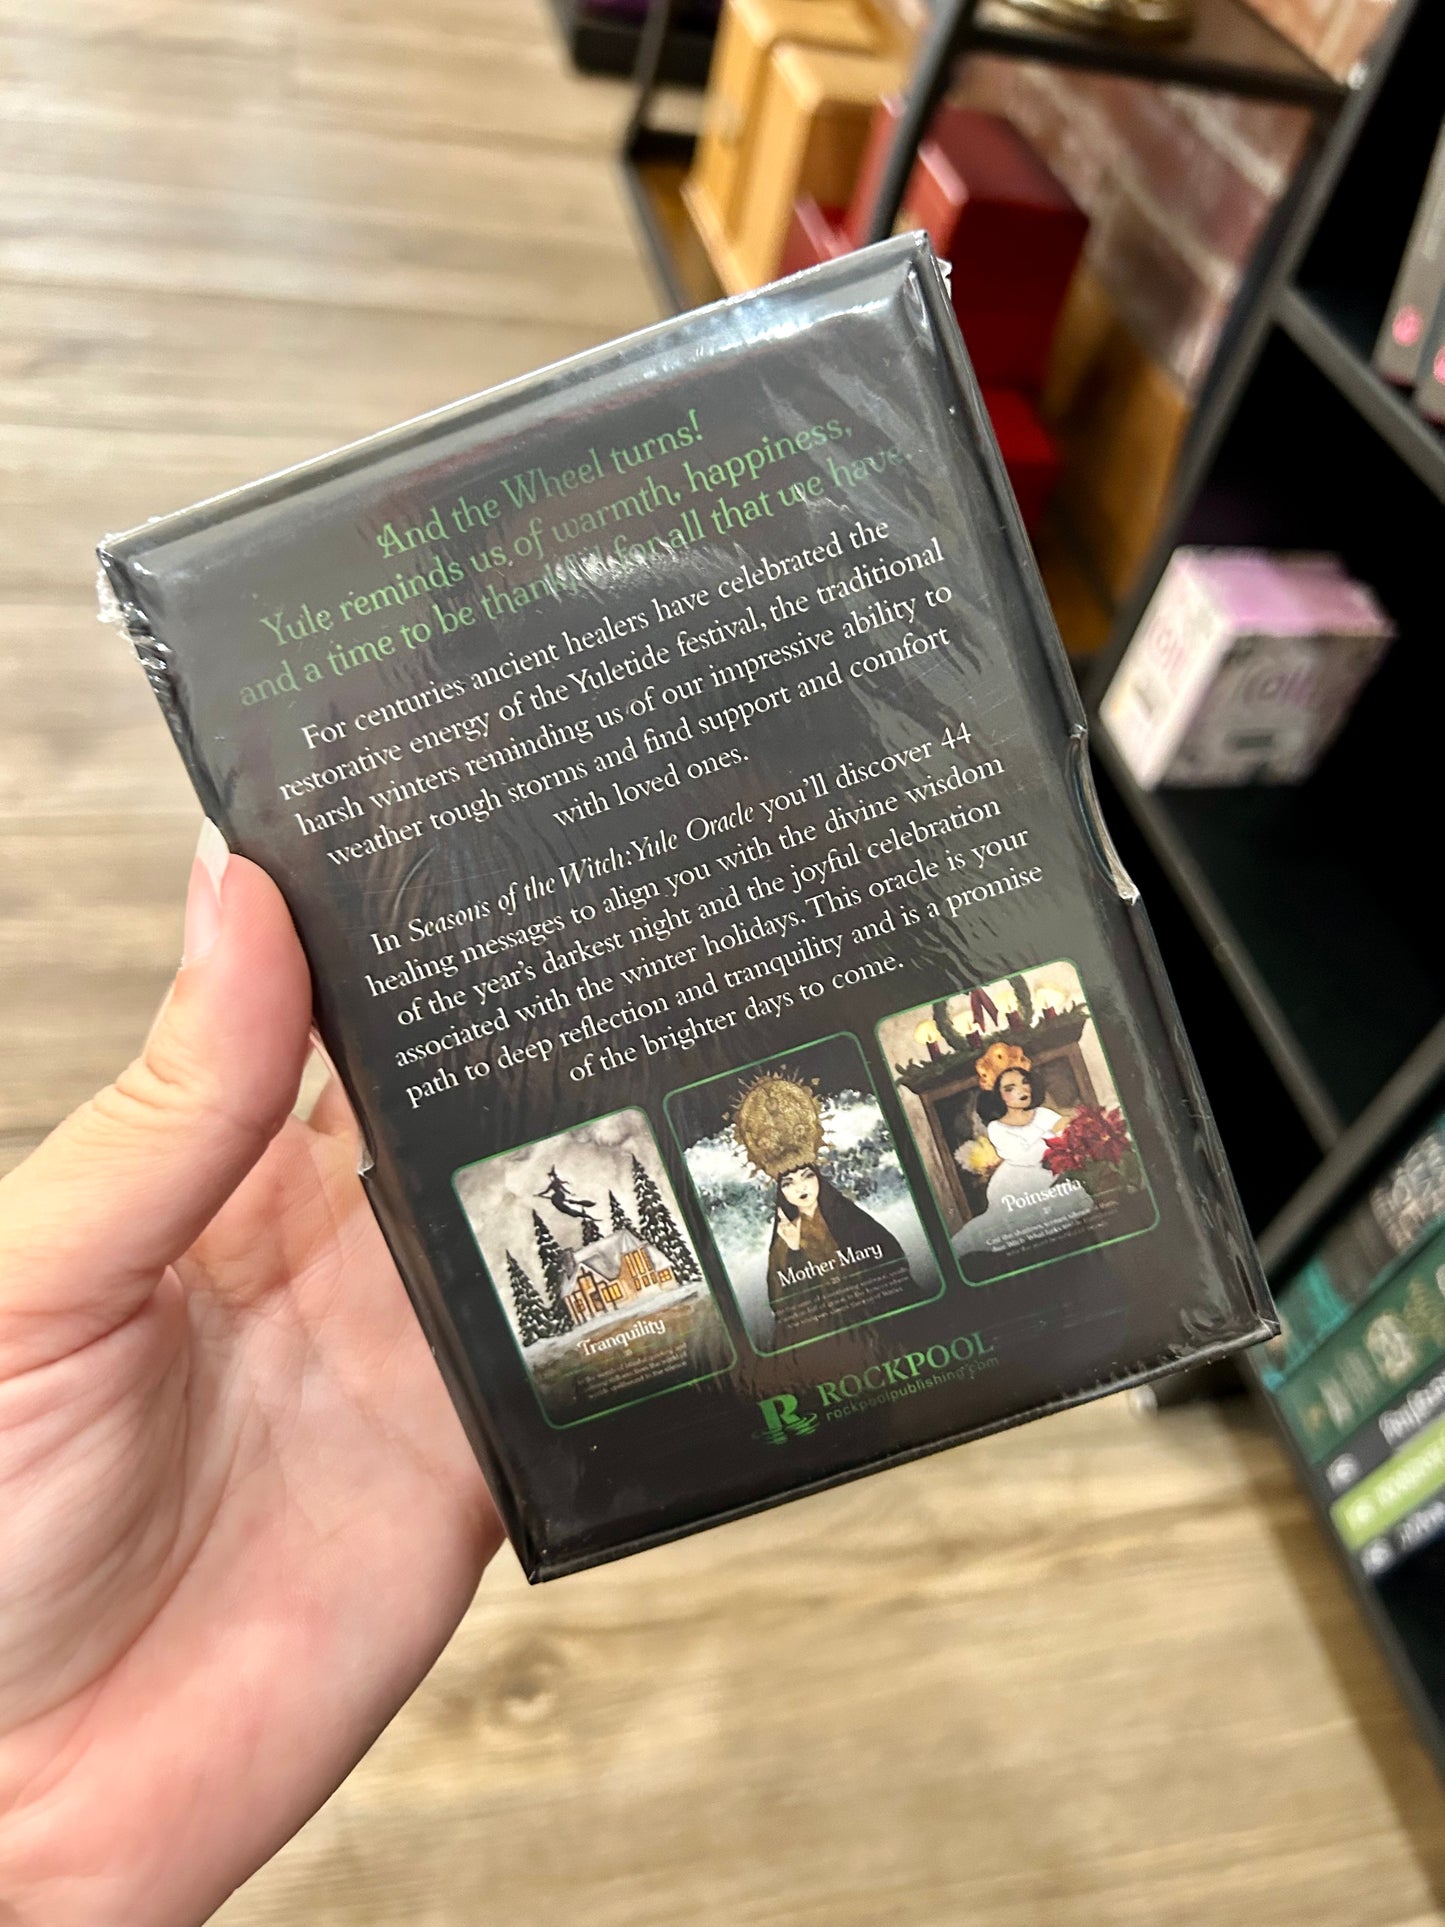 And the Wheel turns!
Yule reminds us of warmth, happiness,
and a time to be thankful for all that we have.
For centuries ancient healers have celebrated the
restorative energy of the Yuletide festival, the traditional
harsh winters reminding us of our impressive ability to
weather tough storms and find support and comfort
with loved ones.
In Seasons of the Witch: Yule Oracle you'll discover 44
healing messages to align you with the divine wisdom
of the year's darkest night and the joyful celebration
associated with the winter holidays. This oracle is your
path to deep reflection and tranquility and is a promise
of the brighter days to come.
Tranquility
Mother Mary
Poinsettia
ROCKPOOL
rockpoolpublishing.com